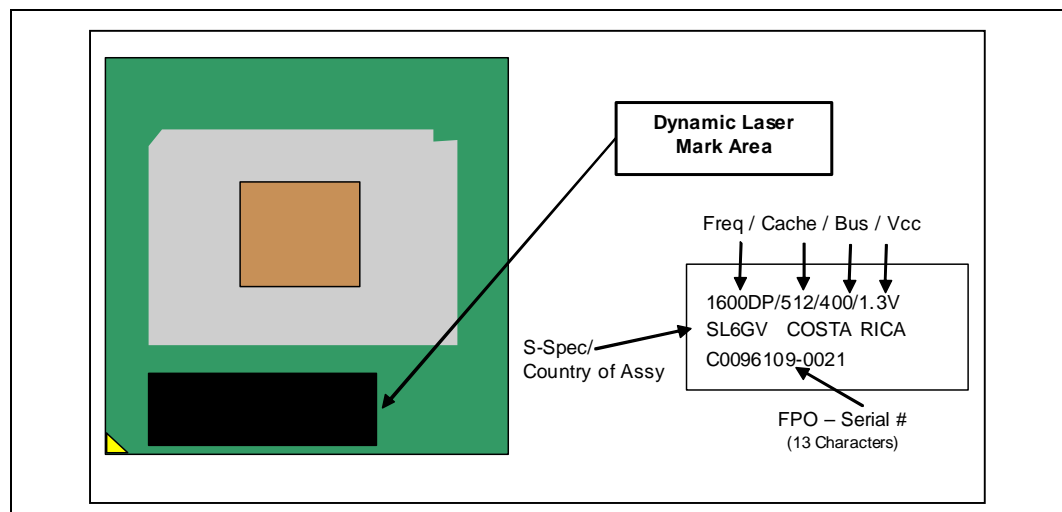 Dynamic Laser
Mark Area
Freq / Cache / Bus / Vcc
1600DP/512/400/1.3V
SL6GV COSTA RICA
C0096109-0021
S-Spec/
Country of Assy
FPO – Serial #
(13 Characters)